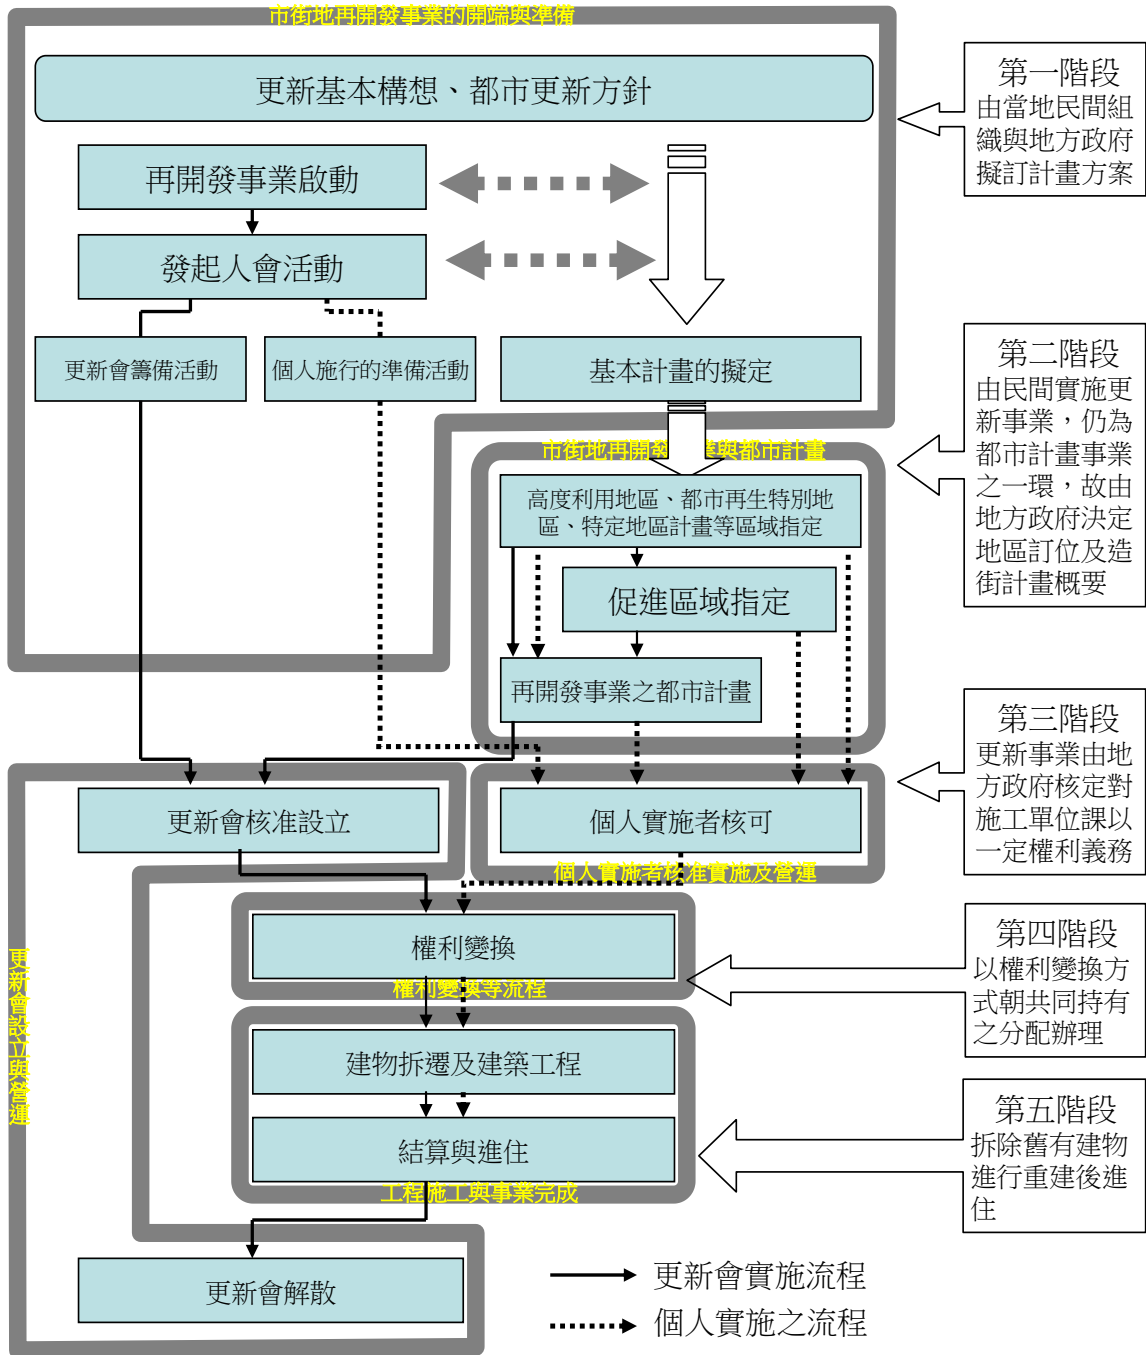 市街地再開發事業的開端與準備
更新基本構想、都市更新方針
再開發事業啟動
發起人會活動
更新會籌備活動
個人施行的準備活動
基本計畫的擬定
第一階段
由當地民間組
織與地方政府
擬訂計畫方案
市街地再開發
業與都市計畫
高度利用地區、都市再生特別地
區、特定地區計畫等區域指定
促進區域指定
再開發事業之都市計畫
第二階段
由民間實施更
新事業，仍為
都市計畫事業
之一環，故由
地方政府決定
地區訂位及造
街計畫概要
更新會核准設立
個人實施者核可
個人實施者核准實施及營運
第三階段
更新事業由地
方政府核定對
施工單位課以
一定權利義務
更新會設立與營運
權利變換
權利變換等流程
第四階段
以權利變換方
式朝共同持有
之分配辦理
建物拆遷及建築工程
結算與進住
工程施工與事業完成
第五階段
拆除舊有建物
進行重建後進
住
更新會解散
更新會實施流程
個人實施之流程